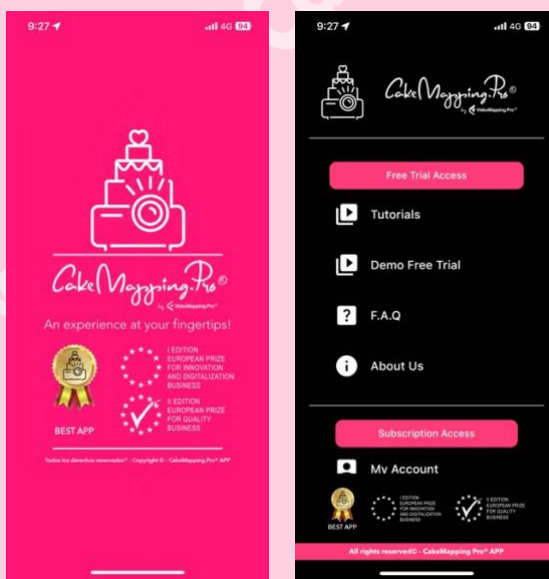 9:27
4G 94
CakeMapping.Pro®
by VideoMapping Pro®
An experience at your fingertips!
BEST APP
I EDITION
EUROPEAN PRIZE
FOR INNOVATION
AND DIGITALIZATION
BUSINESS
II EDITION
EUROPEAN PRIZE
FOR QUALITY
BUSINESS
Todos los derechos reservados® - Copyright © - CakeMapping Pro® APP
9:27
4G 94
CakeMapping.Pro®
by VideoMapping Pro®
Free Trial Access
Tutorials
Demo Free Trial
F.A.Q
About Us
Subscription Access
My Account
BEST APP
I EDITION
EUROPEAN PRIZE
FOR INNOVATION
AND DIGITALIZATION
BUSINESS
II EDITION
EUROPEAN PRIZE
FOR QUALITY
BUSINESS
All rights reserved© - CakeMapping Pro® APP